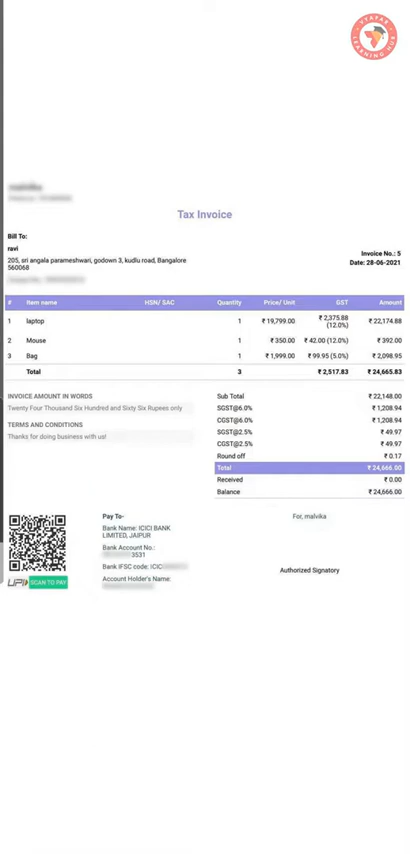 VYAPAR LEARNING HUB
malvika
Tax Invoice
Bill To:
ravi
205, sri angala parameshwari, godown 3, kudlu road, Bangalore
560068
Invoice No.: 5
Date: 28-06-2021
# Item name HSN/ SAC Quantity Price/ Unit GST Amount
1 laptop 1 ₹ 19,799.00 ₹ 2,375.88 (12.0%) ₹ 22,174.88
2 Mouse 1 ₹ 350.00 ₹ 42.00 (12.0%) ₹ 392.00
3 Bag 1 ₹ 1,999.00 ₹ 99.95 (5.0%) ₹ 2,098.95
Total 3 ₹ 2,517.83 ₹ 24,665.83
INVOICE AMOUNT IN WORDS
Twenty Four Thousand Six Hundred and Sixty Six Rupees only
TERMS AND CONDITIONS
Thanks for doing business with us!
Sub Total ₹ 22,148.00
SGST@6.0% ₹ 1,208.94
CGST@6.0% ₹ 1,208.94
SGST@2.5% ₹ 49.97
CGST@2.5% ₹ 49.97
Round off ₹ 0.17
Total ₹ 24,666.00
Received ₹ 0.00
Balance ₹ 24,666.00
UPI SCAN TO PAY
Pay To-
Bank Name: ICICI BANK
LIMITED, JAIPUR
Bank Account No.:
3531
Bank IFSC code: ICIC
Account Holder's Name:
For, malvika
Authorized Signatory